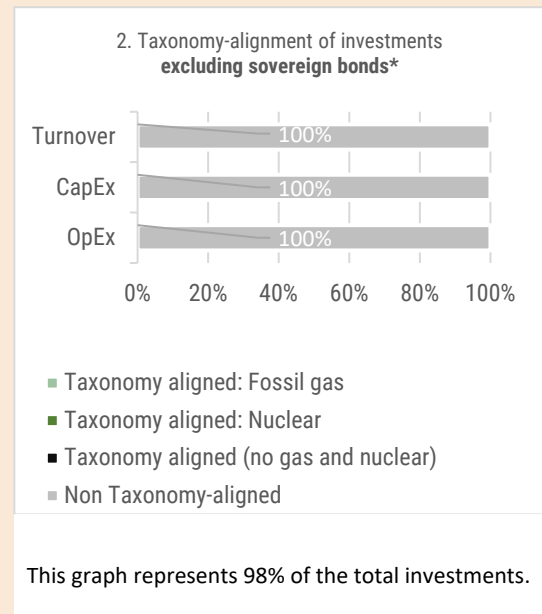 2. Taxonomy-alignment of investments
excluding sovereign bonds*
Turnover
100%
CapEx
100%
OpEx
100%
0% 20% 40% 60% 80% 100%
Taxonomy aligned: Fossil gas
Taxonomy aligned: Nuclear
Taxonomy aligned (no gas and nuclear)
Non Taxonomy-aligned
This graph represents 98% of the total investments.